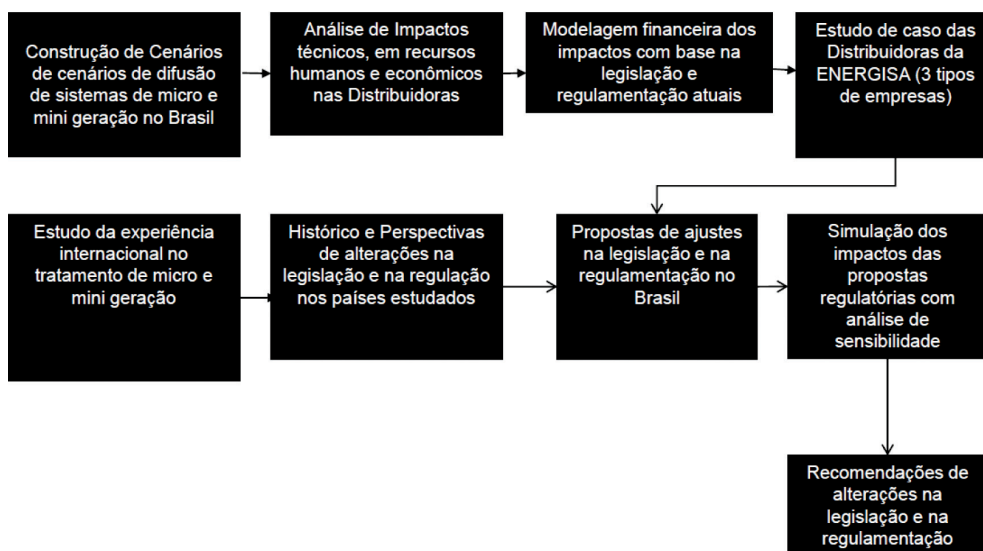 Construção de Cenários
de cenários de difusão
de sistemas de micro e
mini geração no Brasil
Análise de Impactos
técnicos, em recursos
humanos e econômicos
nas Distribuidoras
Modelagem financeira dos
impactos com base na
legislação e
regulamentação atuais
Estudo de caso das
Distribuidoras da
ENERGISA (3 tipos
de empresas)
Estudo da experiência
internacional no
tratamento de micro e
mini geração
Histórico e Perspectivas
de alterações na
legislação e na regulação
nos países estudados
Propostas de ajustes
na legislação e na
regulamentação no
Brasil
Simulação dos
impactos das
propostas
regulatórias com
análise de
sensibilidade
Recomendações de
alterações na
legislação e na
regulamentação